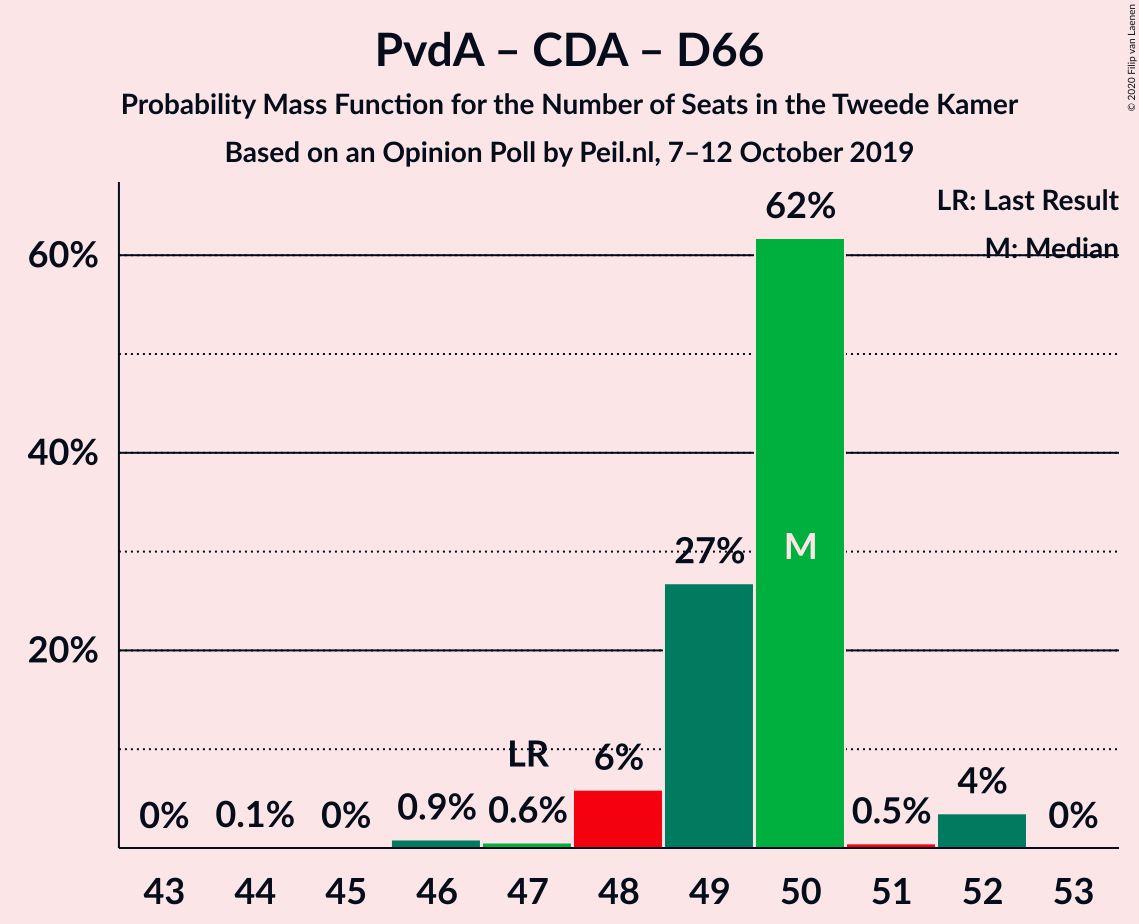 PvdA – CDA – D66
Probability Mass Function for the Number of Seats in the Tweede Kamer
Based on an Opinion Poll by Peil.nl, 7–12 October 2019
© 2020 Filip van Laenen
LR: Last Result
M: Median
60%
40%
20%
0%
0.1%
0%
0.9%
LR
0.6%
6%
27%
62%
M
0.5%
4%
0%
43 44 45 46 47 48 49 50 51 52 53